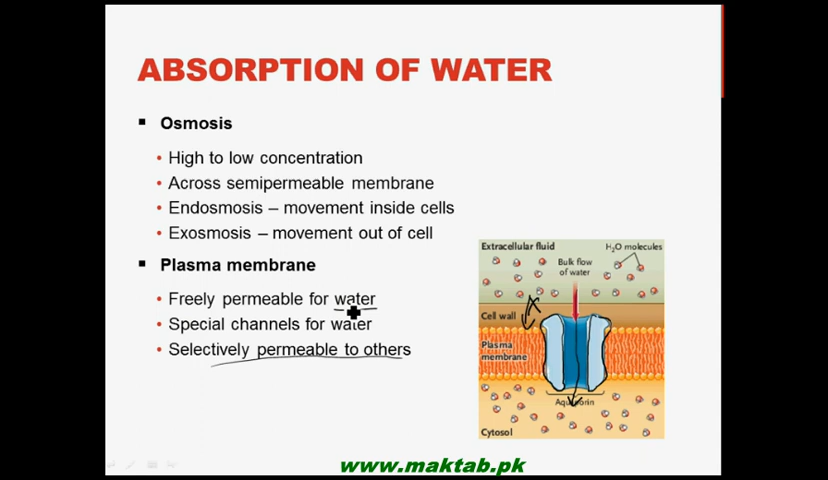 ABSORPTION OF WATER
Osmosis
High to low concentration
Across semipermeable membrane
Endosmosis – movement inside cells
Exosmosis – movement out of cell
Plasma membrane
Freely permeable for water
Special channels for water
Selectively permeable to others
Extracellular fluid
H2O molecules
Bulk flow
of water
Cell wall
Plasma
membrane
Aquaporin
Cytosol
www.maktab.pk